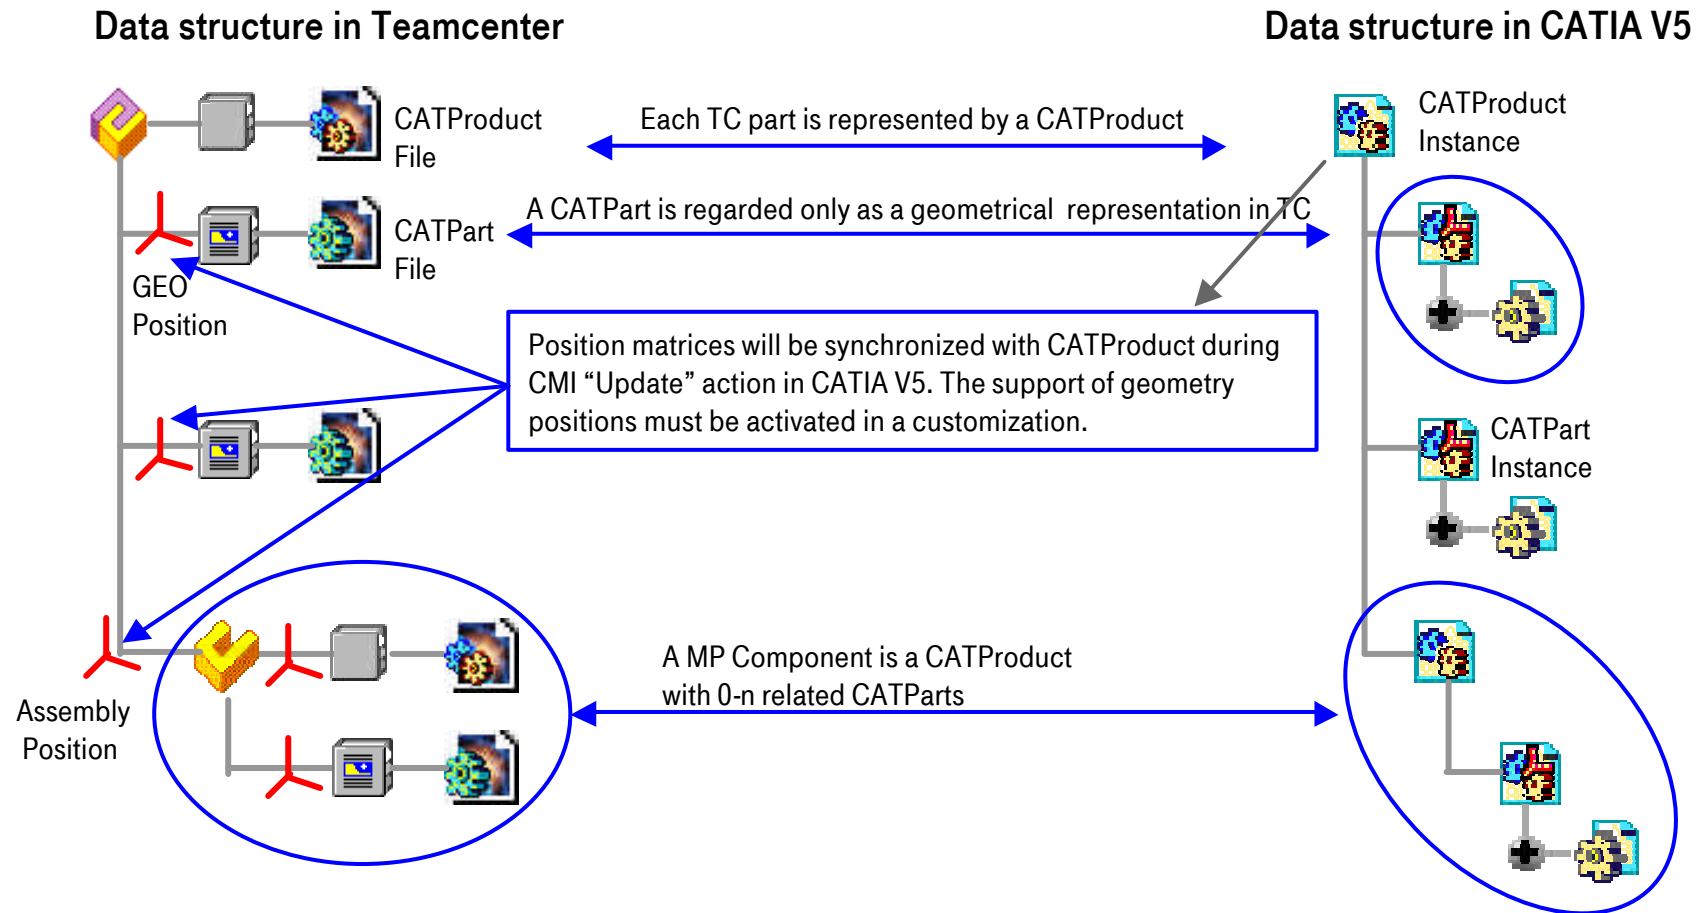 Data structure in Teamcenter
Data structure in CATIA V5
CATProduct
File
Each TC part is represented by a CATProduct
CATProduct
Instance
CATPart
File
A CATPart is regarded only as a geometrical  representation in TC
GEO
Position
Position matrices will be synchronized with CATProduct during
CMI “Update” action in CATIA V5. The support of geometry
positions must be activated in a customization.
CATPart
Instance
A MP Component is a CATProduct
with 0-n related CATParts
Assembly
Position